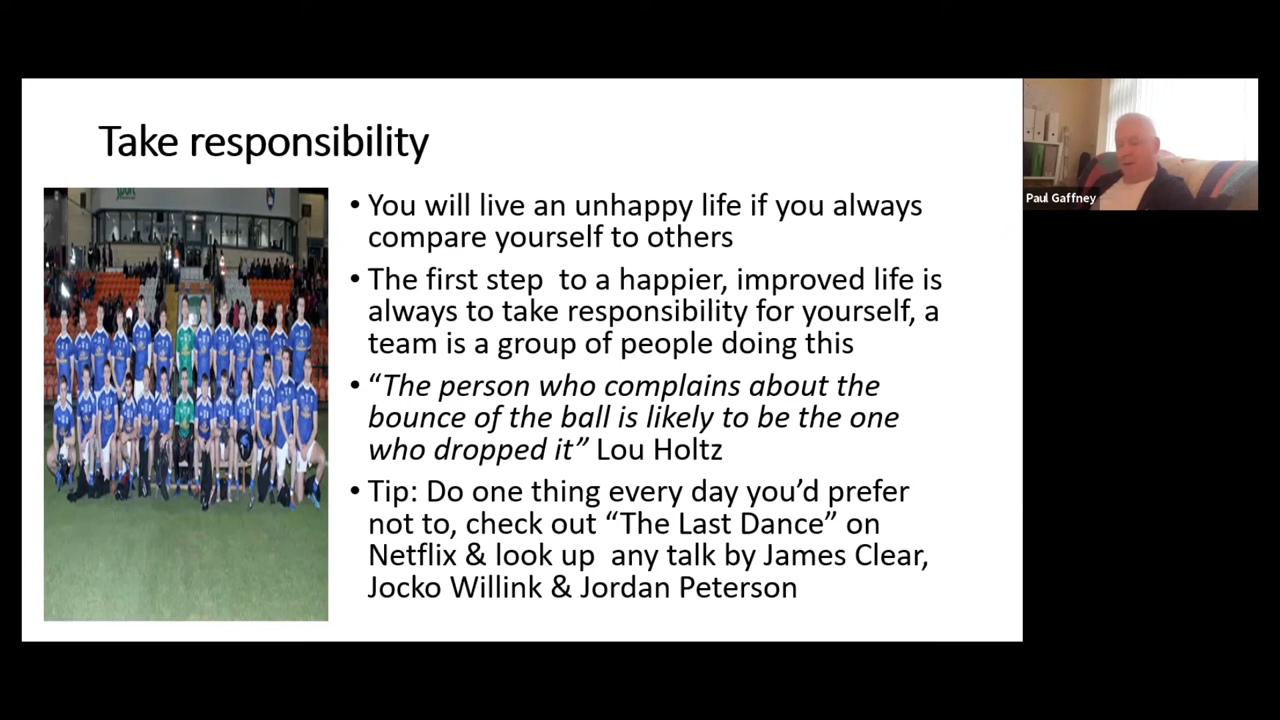 Take responsibility
• You will live an unhappy life if you always
compare yourself to others
• The first step  to a happier, improved life is
always to take responsibility for yourself, a
team is a group of people doing this
• “The person who complains about the
bounce of the ball is likely to be the one
who dropped it” Lou Holtz
• Tip: Do one thing every day you’d prefer
not to, check out “The Last Dance” on
Netflix & look up  any talk by James Clear,
Jocko Willink & Jordan Peterson
Paul Gaffney